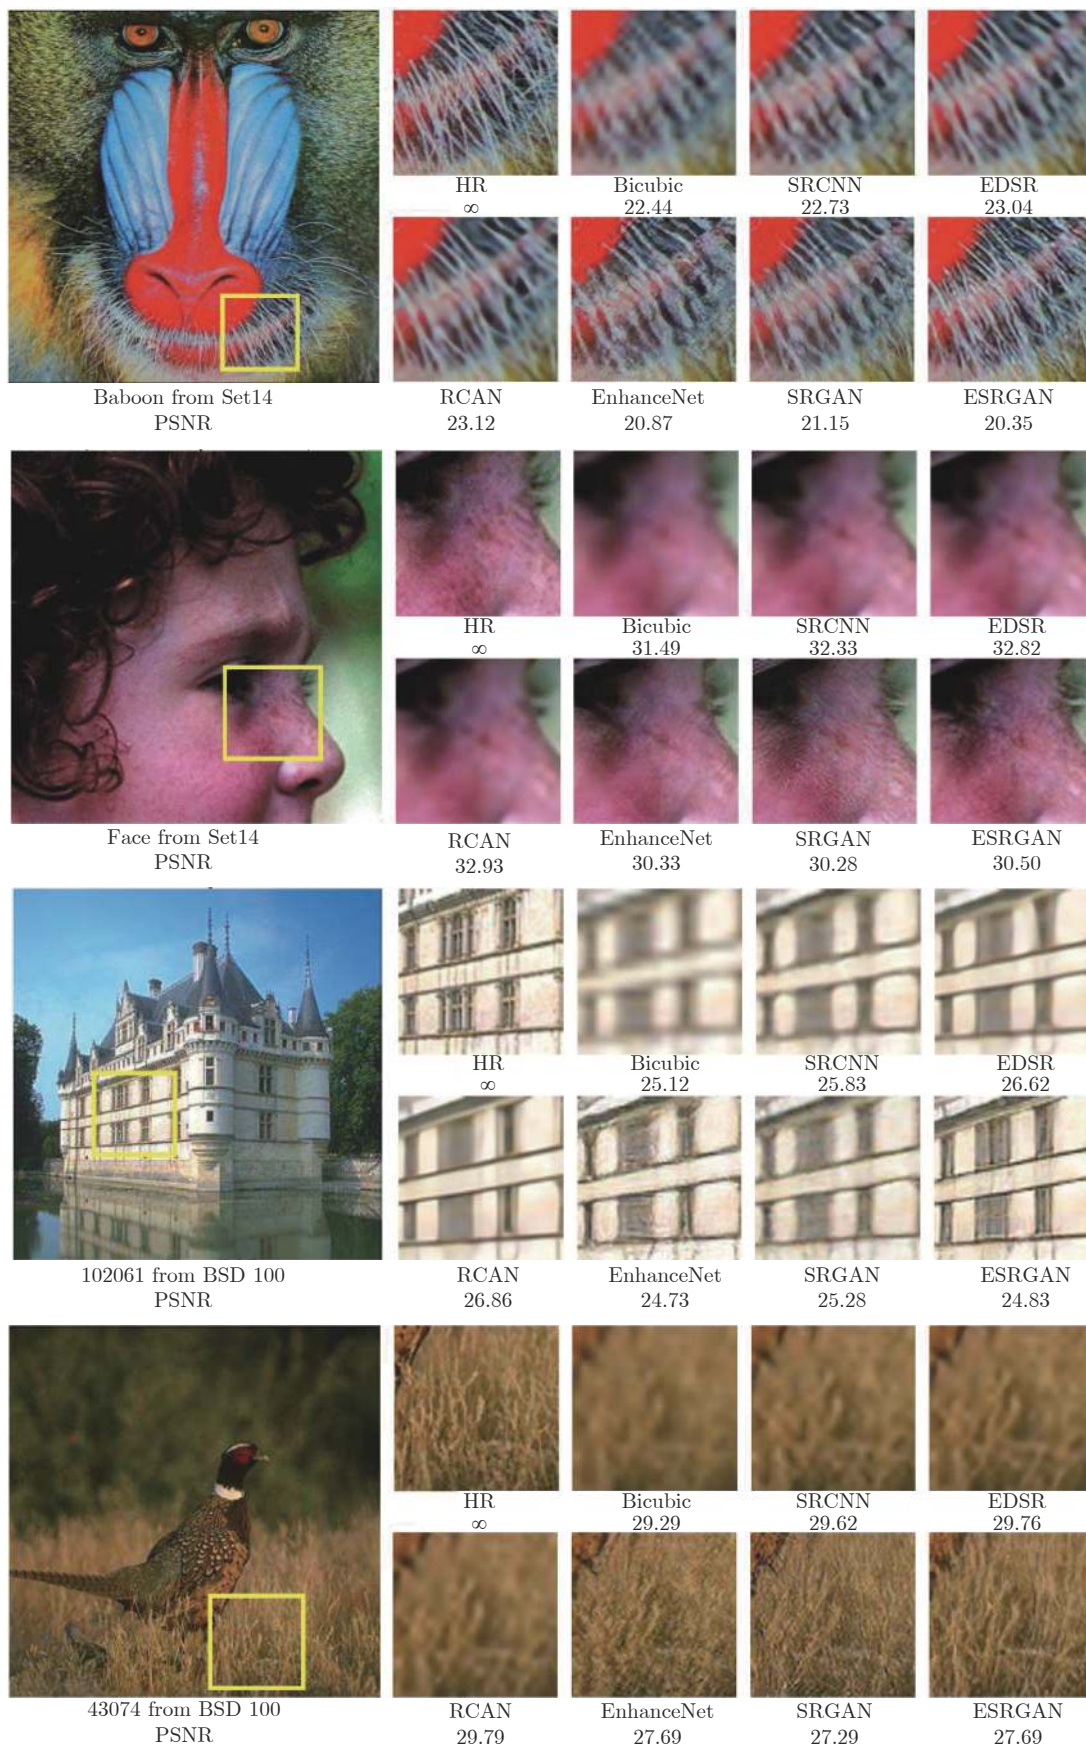 HR Bicubic SRCNN EDSR
∞ 22.44 22.73 23.04
Baboon from Set14
PSNR
RCAN EnhanceNet SRGAN ESRGAN
23.12 20.87 21.15 20.35
HR Bicubic SRCNN EDSR
∞ 31.49 32.33 32.82
Face from Set14
PSNR
RCAN EnhanceNet SRGAN ESRGAN
32.93 30.33 30.28 30.50
HR Bicubic SRCNN EDSR
∞ 25.12 25.83 26.62
102061 from BSD 100
PSNR
RCAN EnhanceNet SRGAN ESRGAN
26.86 24.73 25.28 24.83
HR Bicubic SRCNN EDSR
∞ 29.29 29.62 29.76
43074 from BSD 100
PSNR
RCAN EnhanceNet SRGAN ESRGAN
29.79 27.69 27.29 27.69